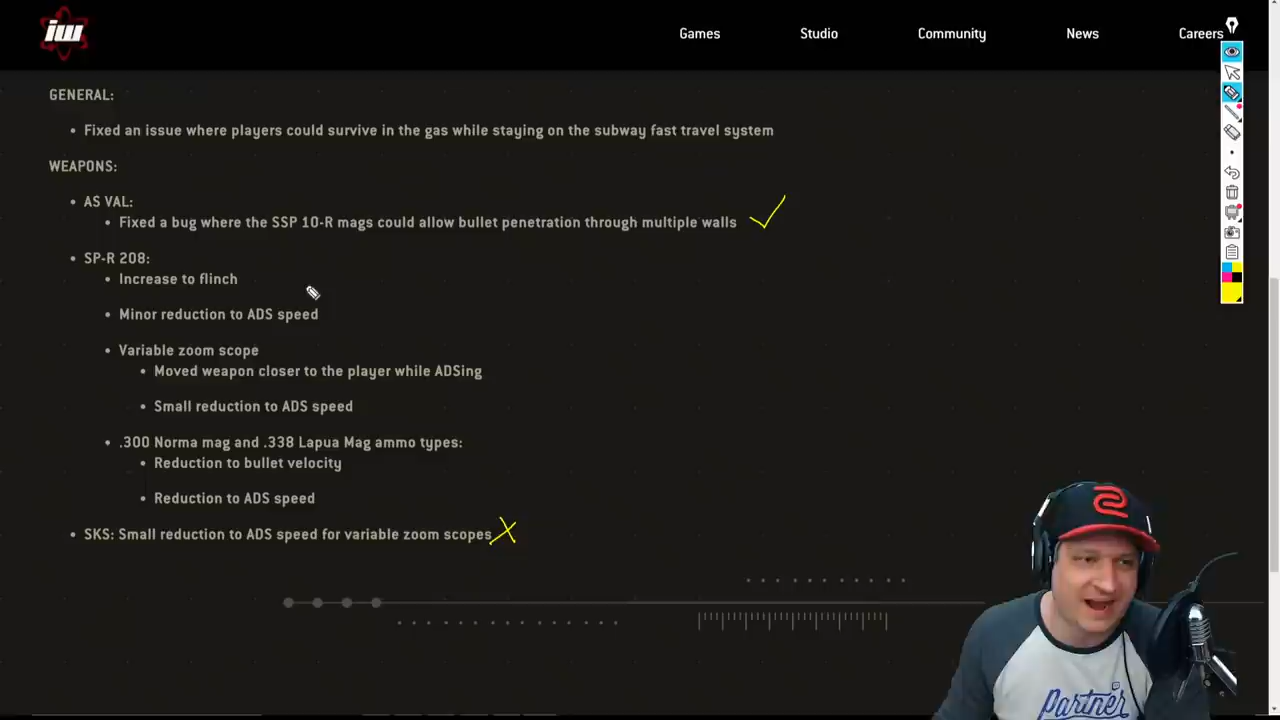 iw
Games Studio Community News Careers
GENERAL:
• Fixed an issue where players could survive in the gas while staying on the subway fast travel system
WEAPONS:
• AS VAL:
• Fixed a bug where the SSP 10-R mags could allow bullet penetration through multiple walls
• SP-R 208:
• Increase to flinch
• Minor reduction to ADS speed
• Variable zoom scope
• Moved weapon closer to the player while ADSing
• Small reduction to ADS speed
• .300 Norma mag and .338 Lapua Mag ammo types:
• Reduction to bullet velocity
• Reduction to ADS speed
• SKS: Small reduction to ADS speed for variable zoom scopes
Partner